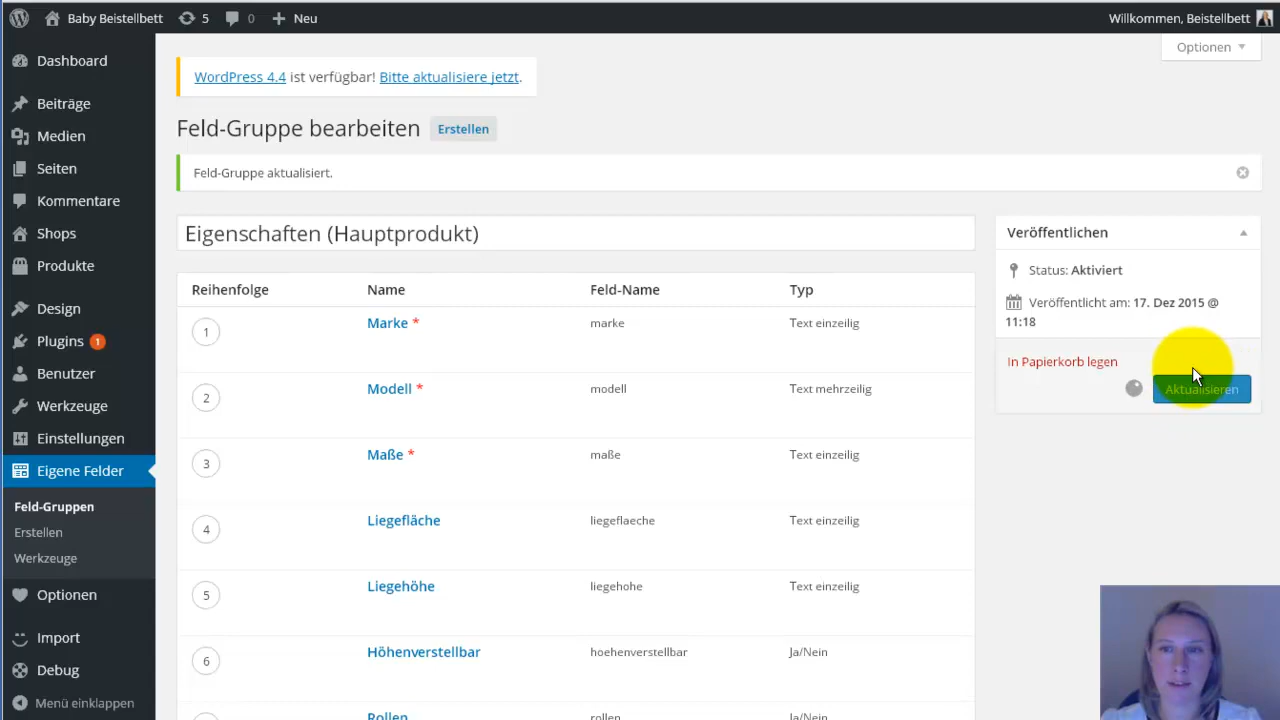 Baby Beistellbett 5 0 Neu Willkommen, Beistellbett
Optionen
Dashboard
Beiträge
Medien
Seiten
Kommentare
Shops
Produkte
Design
Plugins 1
Benutzer
Werkzeuge
Einstellungen
Eigene Felder
Feld-Gruppen
Erstellen
Werkzeuge
Optionen
Import
Debug
Menü einklappen
WordPress 4.4 ist verfügbar! Bitte aktualisiere jetzt.
Feld-Gruppe bearbeiten Erstellen
Feld-Gruppe aktualisiert.
Eigenschaften (Hauptprodukt)
Reihenfolge Name Feld-Name Typ
1 Marke * marke Text einzeilig
2 Modell * modell Text mehrzeilig
3 Maße * maße Text einzeilig
4 Liegefläche liegeflaeche Text einzeilig
5 Liegehöhe liegehohe Text einzeilig
6 Höhenverstellbar hoehenverstellbar Ja/Nein
Rollen rollen Ja/Nein
Veröffentlichen
Status: Aktiviert
Veröffentlicht am: 17. Dez 2015 @
11:18
In Papierkorb legen
Aktualisieren